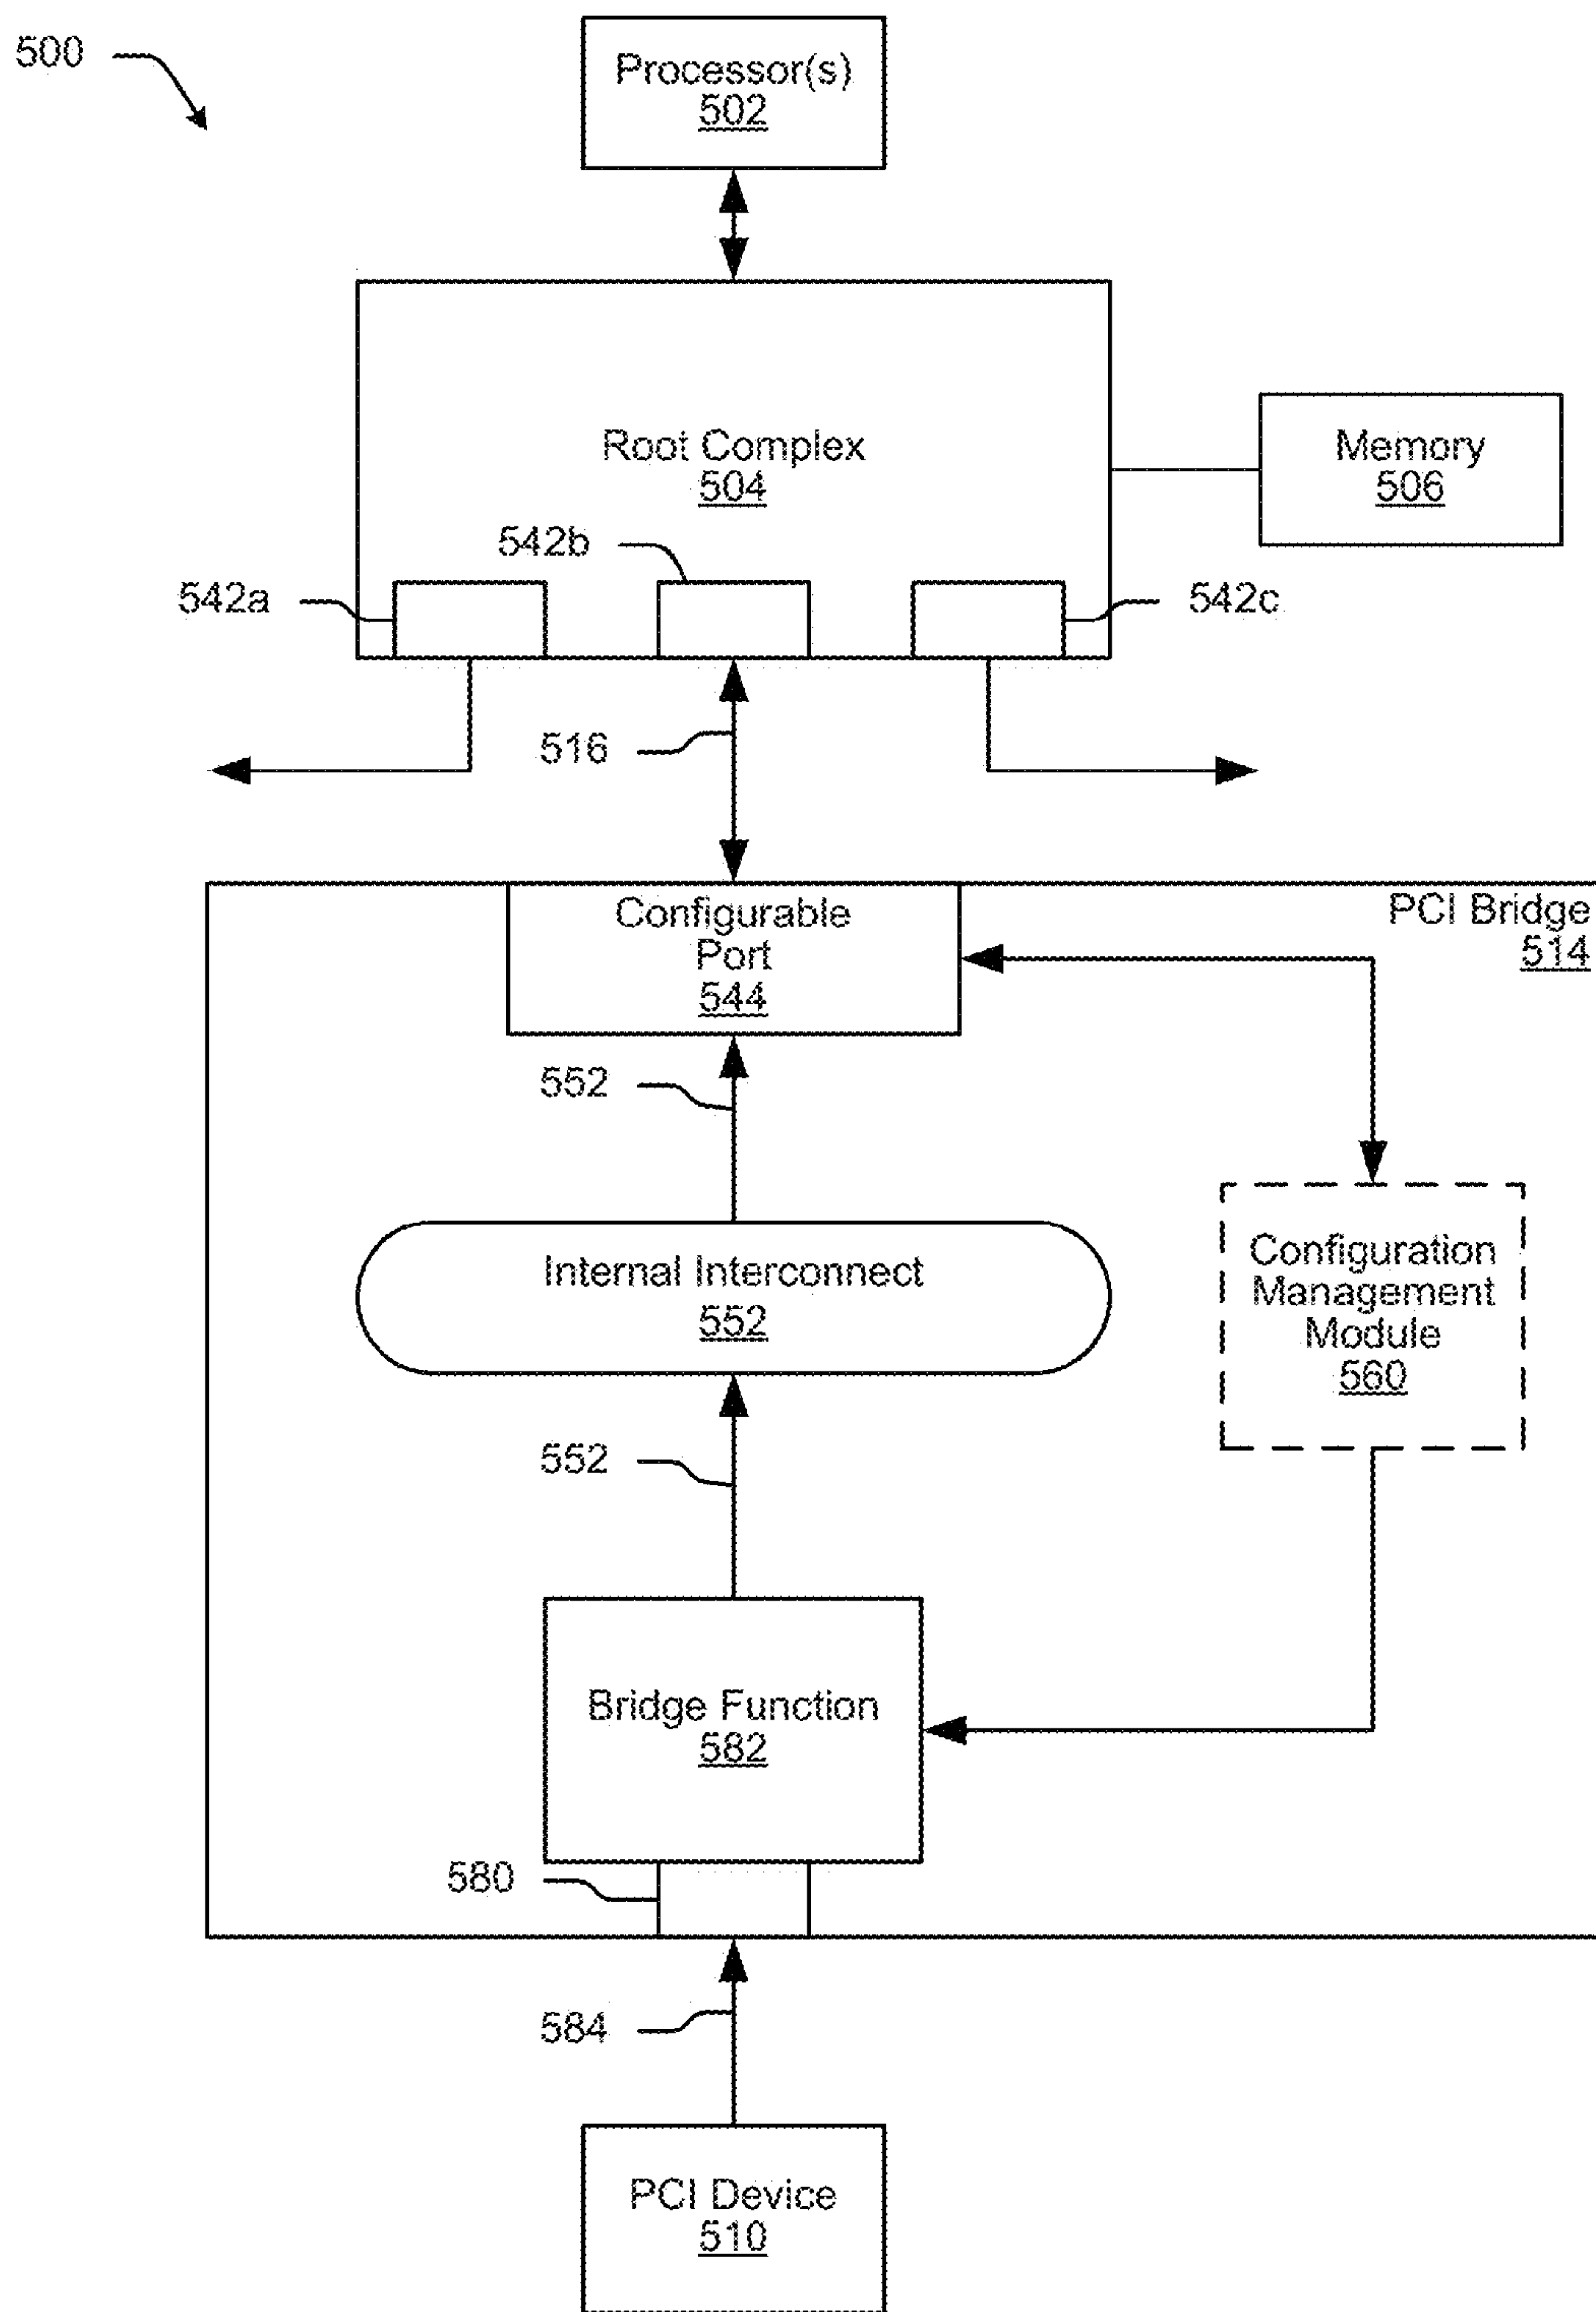 500
Processor(s)
502
Root Complex
504
Memory
506
542b
542a
542c
516
Configurable
Port
544
PCI Bridge
514
552
Internal Interconnect
552
Configuration
Management
Module
560
552
Bridge Function
582
580
584
PCI Device
510